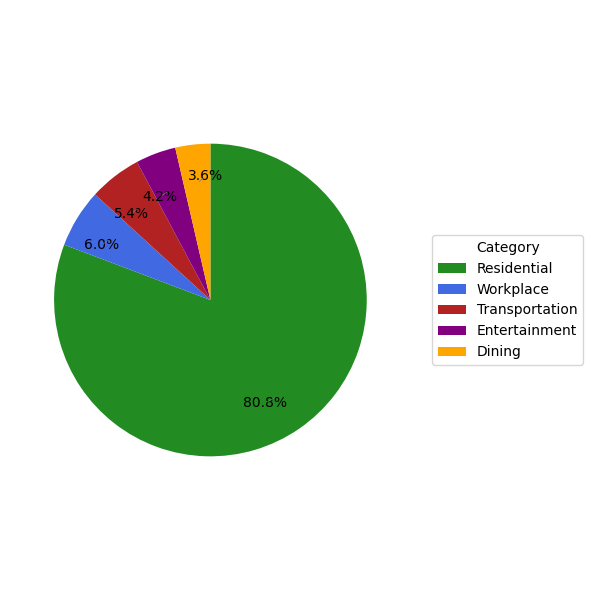 3.6%
4.2%
5.4%
6.0%
80.8%
Category
Residential
Workplace
Transportation
Entertainment
Dining